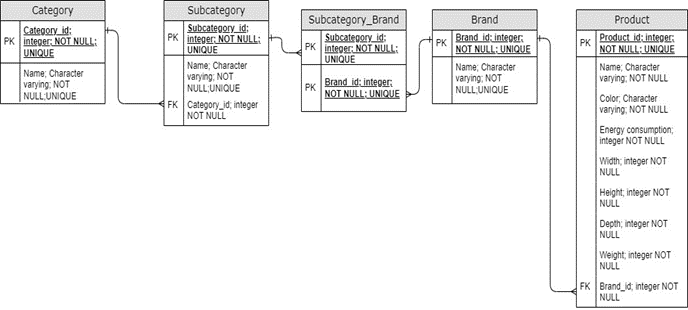 Category
PK
Category_id;
integer; NOT NULL;
UNIQUE
Name; Character
varying; NOT
NULL;UNIQUE
Subcategory
PK
Subcategory_id;
integer; NOT NULL;
UNIQUE
Name; Character
varying; NOT
NULL;UNIQUE
FK
Category_id; integer
NOT NULL
Subcategory_Brand
PK
Subcategory_id;
integer; NOT NULL;
UNIQUE
PK
Brand_id; integer;
NOT NULL; UNIQUE
Brand
PK
Brand_id; integer;
NOT NULL; UNIQUE
Name; Character
varying; NOT
NULL;UNIQUE
Product
PK
Product_id; integer;
NOT NULL; UNIQUE
Name; Character
varying; NOT NULL
Color; Character
varying; NOT NULL
Energy consumption;
integer NOT NULL
Width; integer NOT
NULL
Height; integer NOT
NULL
Depth; integer NOT
NULL
Weight; integer NOT
NULL
FK
Brand_id; integer NOT
NULL